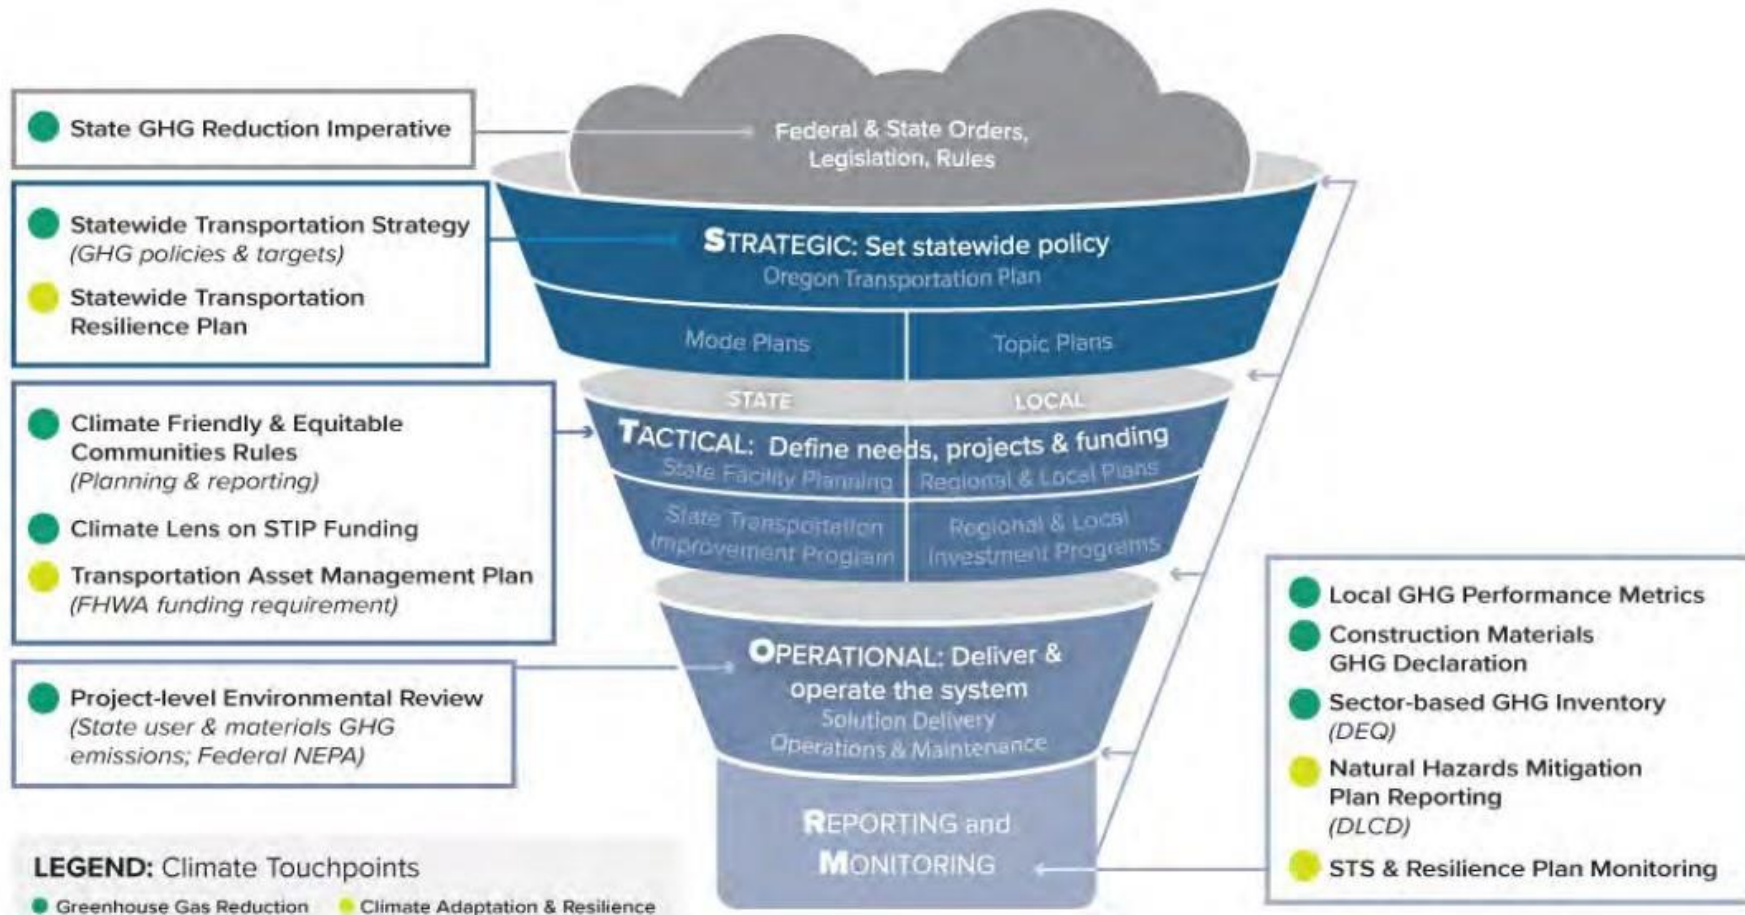 State GHG Reduction Imperative
Federal & State Orders,
Legislation, Rules
Statewide Transportation Strategy
(GHG policies & targets)
Statewide Transportation
Resilience Plan
STRATEGIC: Set statewide policy
Oregon Transportation Plan
Mode Plans
Topic Plans
Climate Friendly & Equitable
Communities Rules
(Planning & reporting)
Climate Lens on STIP Funding
Transportation Asset Management Plan
(FHWA funding requirement)
STATE
LOCAL
TACTICAL: Define needs, projects & funding
State Facility Planning
Regional & Local Plans
State Transportation
Improvement Program
Regional & Local
Investment Programs
Project-level Environmental Review
(State user & materials GHG
emissions; Federal NEPA)
OPERATIONAL: Deliver &
operate the system
Solution Delivery
Operations & Maintenance
REPORTING and
MONITORING
Local GHG Performance Metrics
Construction Materials
GHG Declaration
Sector-based GHG Inventory
(DEQ)
Natural Hazards Mitigation
Plan Reporting
(DLCD)
STS & Resilience Plan Monitoring
LEGEND: Climate Touchpoints
Greenhouse Gas Reduction
Climate Adaptation & Resilience